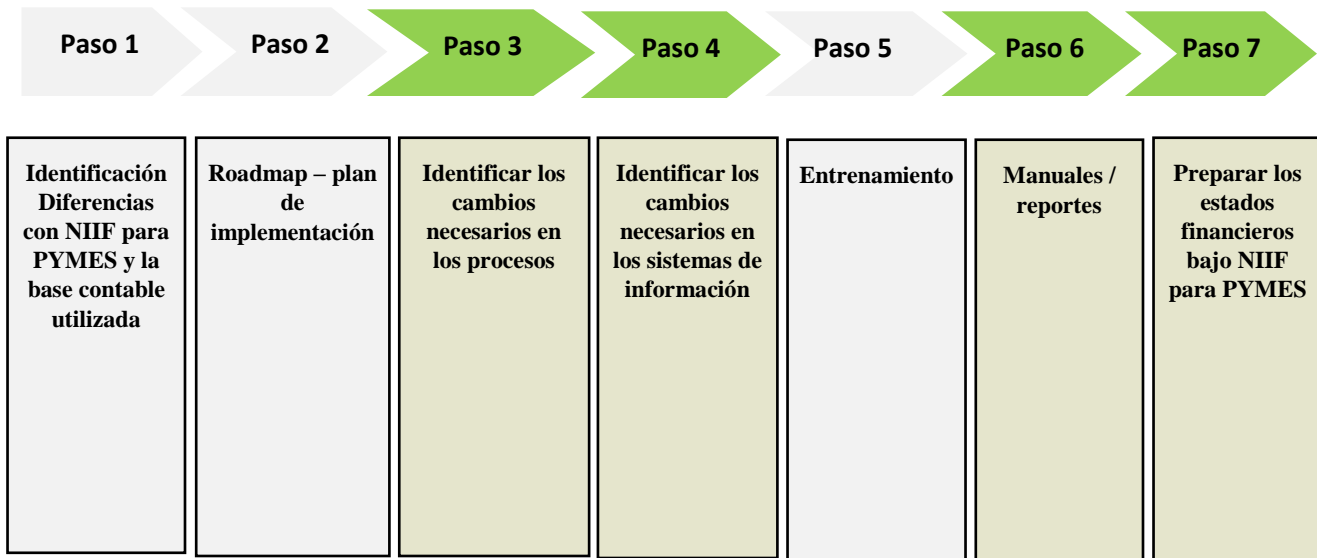 Paso 1
Paso 2
Paso 3
Paso 4
Paso 5
Paso 6
Paso 7
Identificación
Diferencias
con NIIF para
PYMES y la
base contable
utilizada
Roadmap – plan
de
implementación
Identificar los
cambios
necesarios en
los procesos
Identificar los
cambios
necesarios en
los sistemas de
información
Entrenamiento
Manuales /
reportes
Preparar los
estados
financieros
bajo NIIF
para PYMES